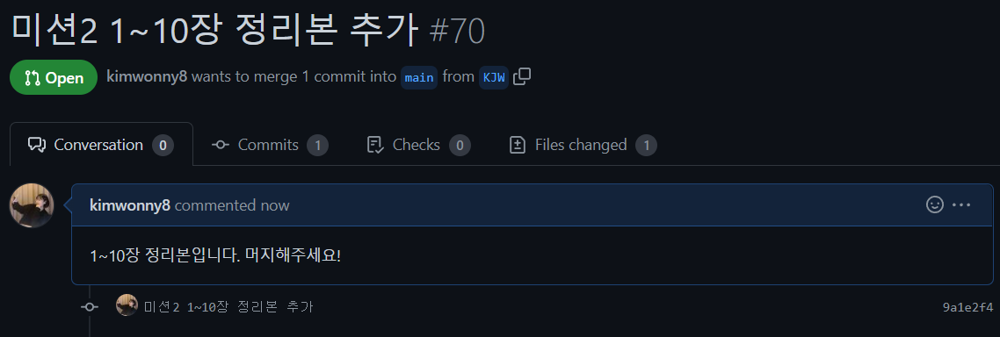 미션2 1~10장 정리본 추가 #70
Open kimwonny8 wants to merge 1 commit into main from KJW
Conversation 0 Commits 1 Checks 0 Files changed 1
kimwonny8 commented now
1~10장 정리본입니다. 머지해주세요!
미션2 1~10장 정리본 추가 9a1e2f4